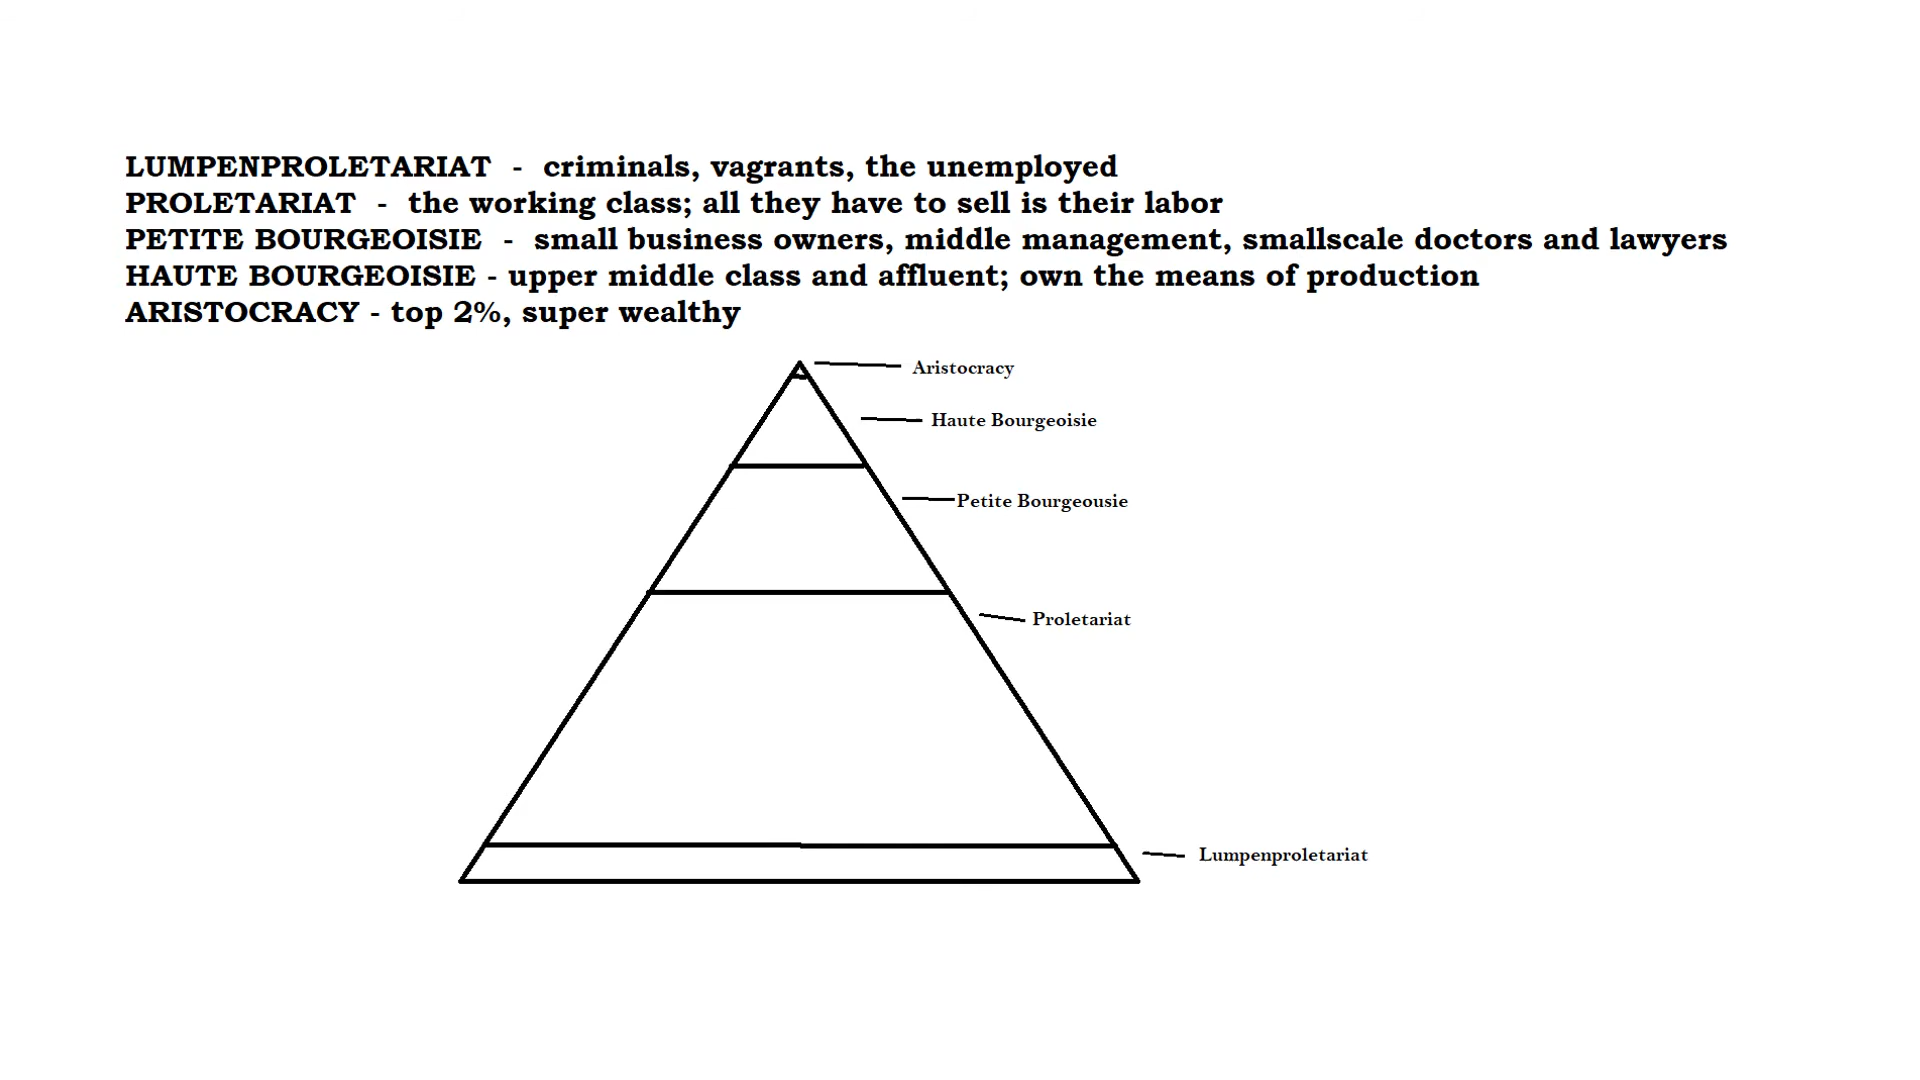 LUMPENPROLETARIAT - criminals, vagrants, the unemployed
PROLETARIAT - the working class; all they have to sell is their labor
PETITE BOURGEOISIE - small business owners, middle management, smallscale doctors and lawyers
HAUTE BOURGEOISIE - upper middle class and affluent; own the means of production
ARISTOCRACY - top 2%, super wealthy
Aristocracy
Haute Bourgeoisie
Petite Bourgeousie
Proletariat
Lumpenproletariat